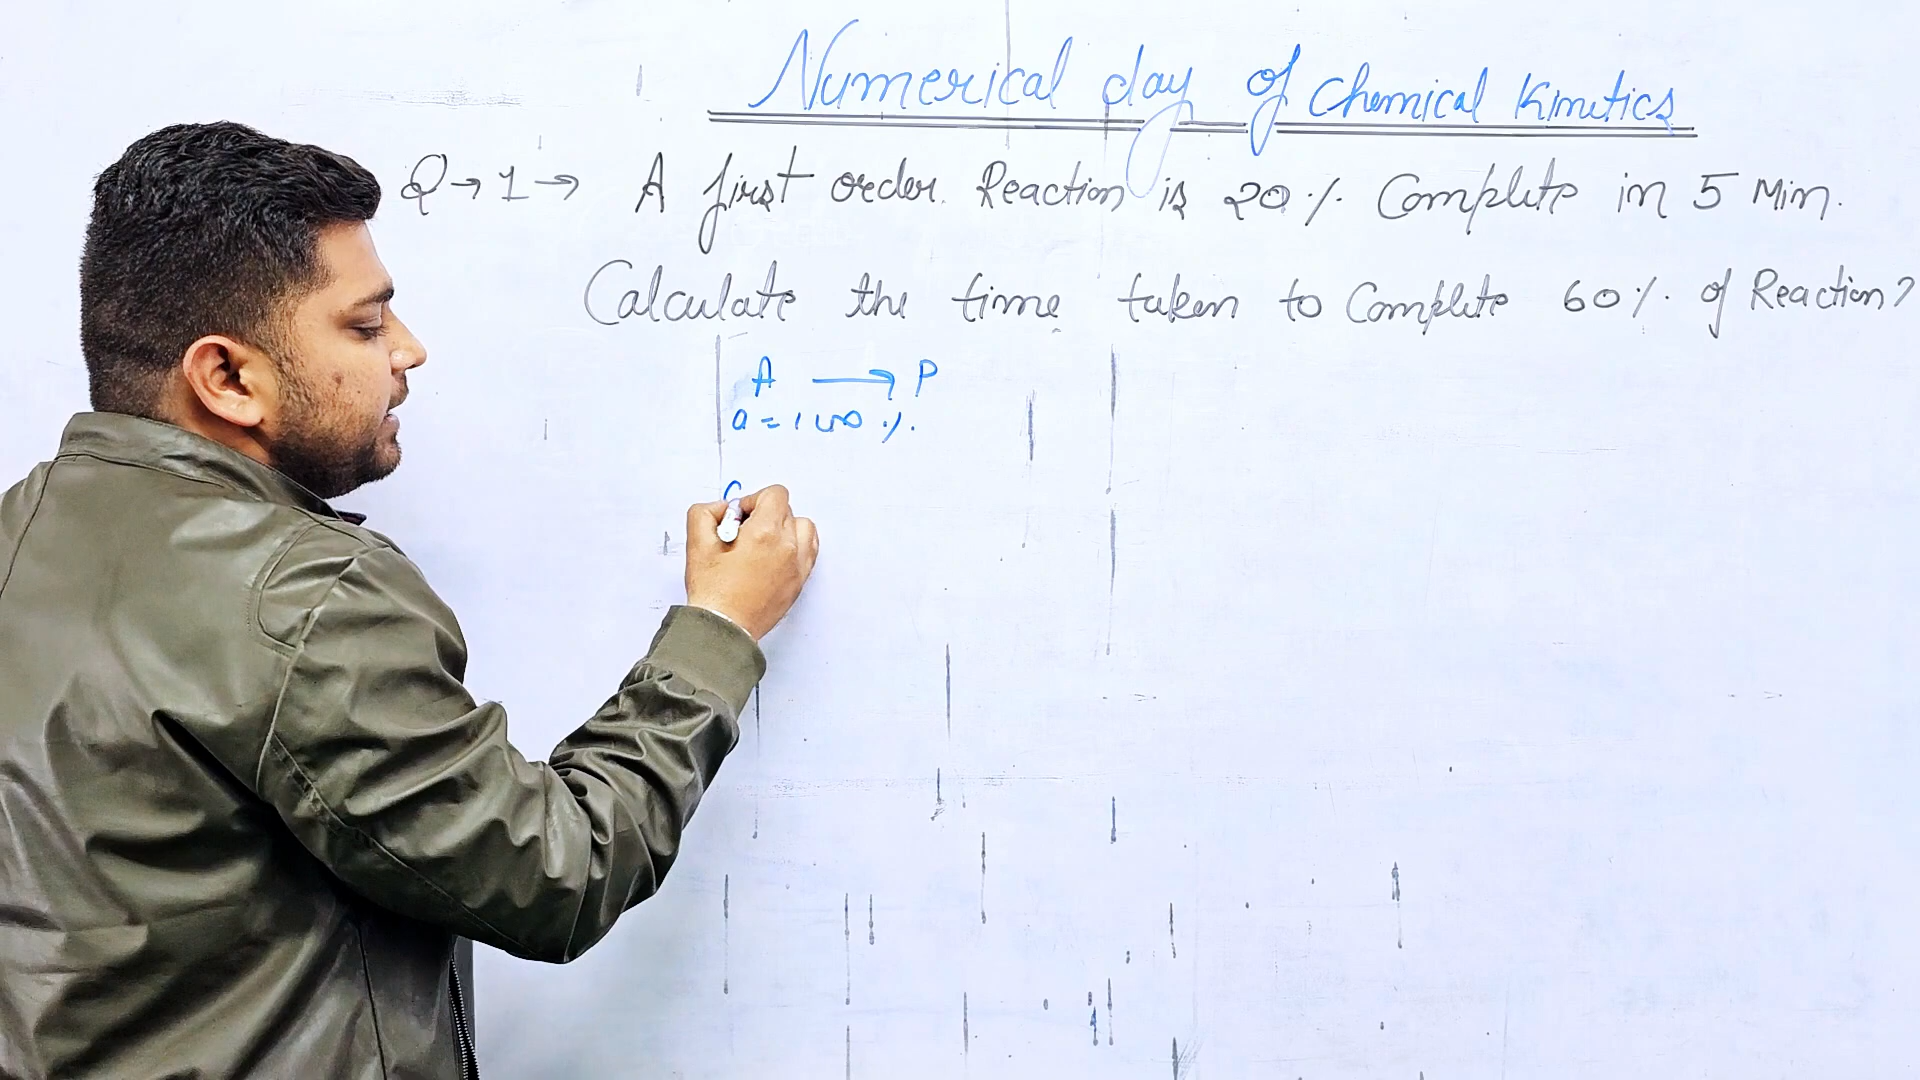 Numerical day of Chemical Kinetics
Q → 1 → A first order Reaction is 20 % Complete in 5 Min.
Calculate the time taken to Complete 60 % of Reaction?
A → P
a = 100 %